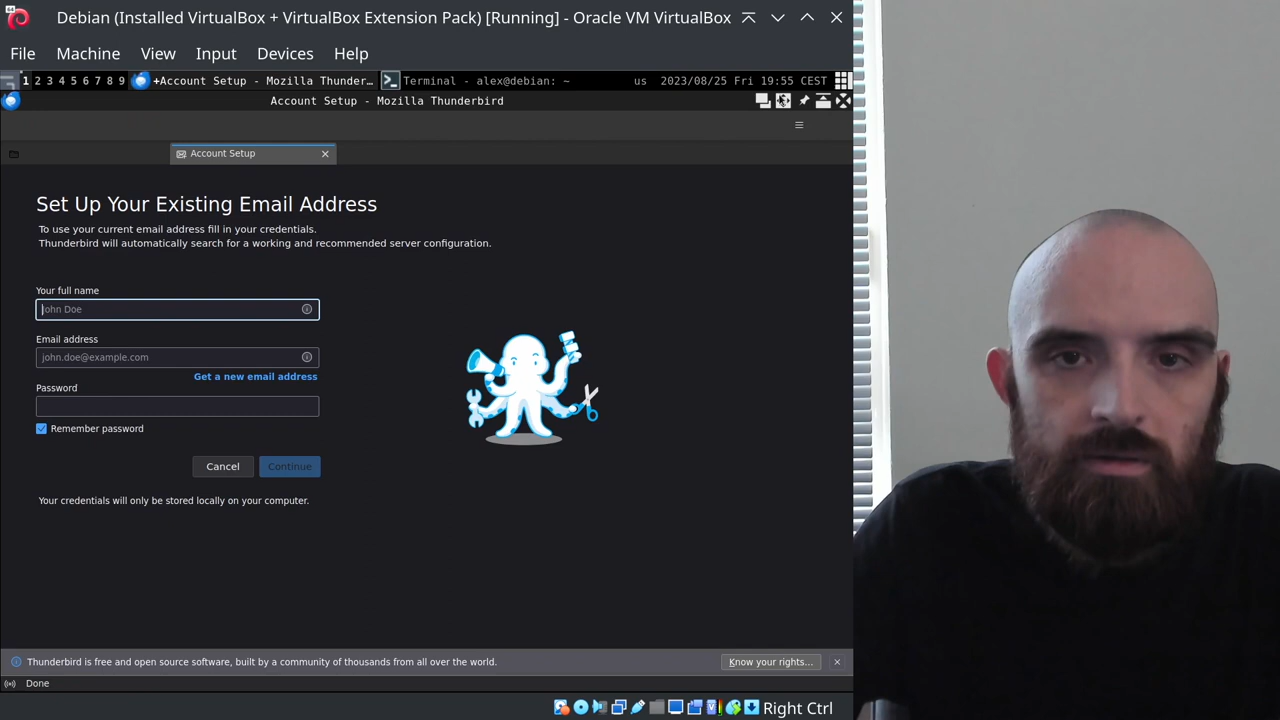 Debian (Installed VirtualBox + VirtualBox Extension Pack) [Running] - Oracle VM VirtualBox
File Machine View Input Devices Help
1 2 3 4 5 6 7 8 9 +Account Setup - Mozilla Thunder... Terminal - alex@debian: ~ us 2023/08/25 Fri 19:55 CEST
Account Setup - Mozilla Thunderbird
Account Setup
Set Up Your Existing Email Address
To use your current email address fill in your credentials.
Thunderbird will automatically search for a working and recommended server configuration.
Your full name
John Doe
Email address
john.doe@example.com
Get a new email address
Password
Remember password
Cancel Continue
Your credentials will only be stored locally on your computer.
Thunderbird is free and open source software, built by a community of thousands from all over the world. Know your rights...
Done
Right Ctrl